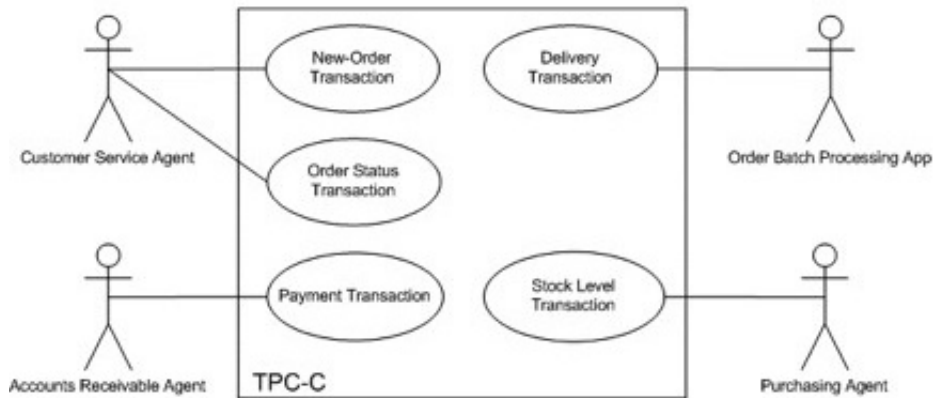 New-Order
Transaction
Delivery
Transaction
Customer Service Agent
Order Batch Processing App
Order Status
Transaction
Payment Transaction
Stock Level
Transaction
Accounts Receivable Agent
TPC-C
Purchasing Agent